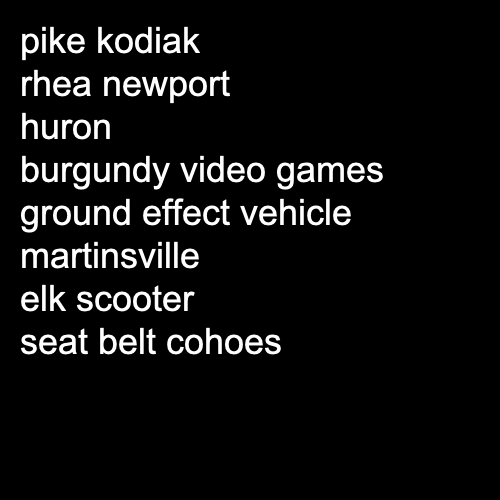 pike kodiak
rhea newport
huron
burgundy video games
ground effect vehicle
martinsville
elk scooter
seat belt cohoes